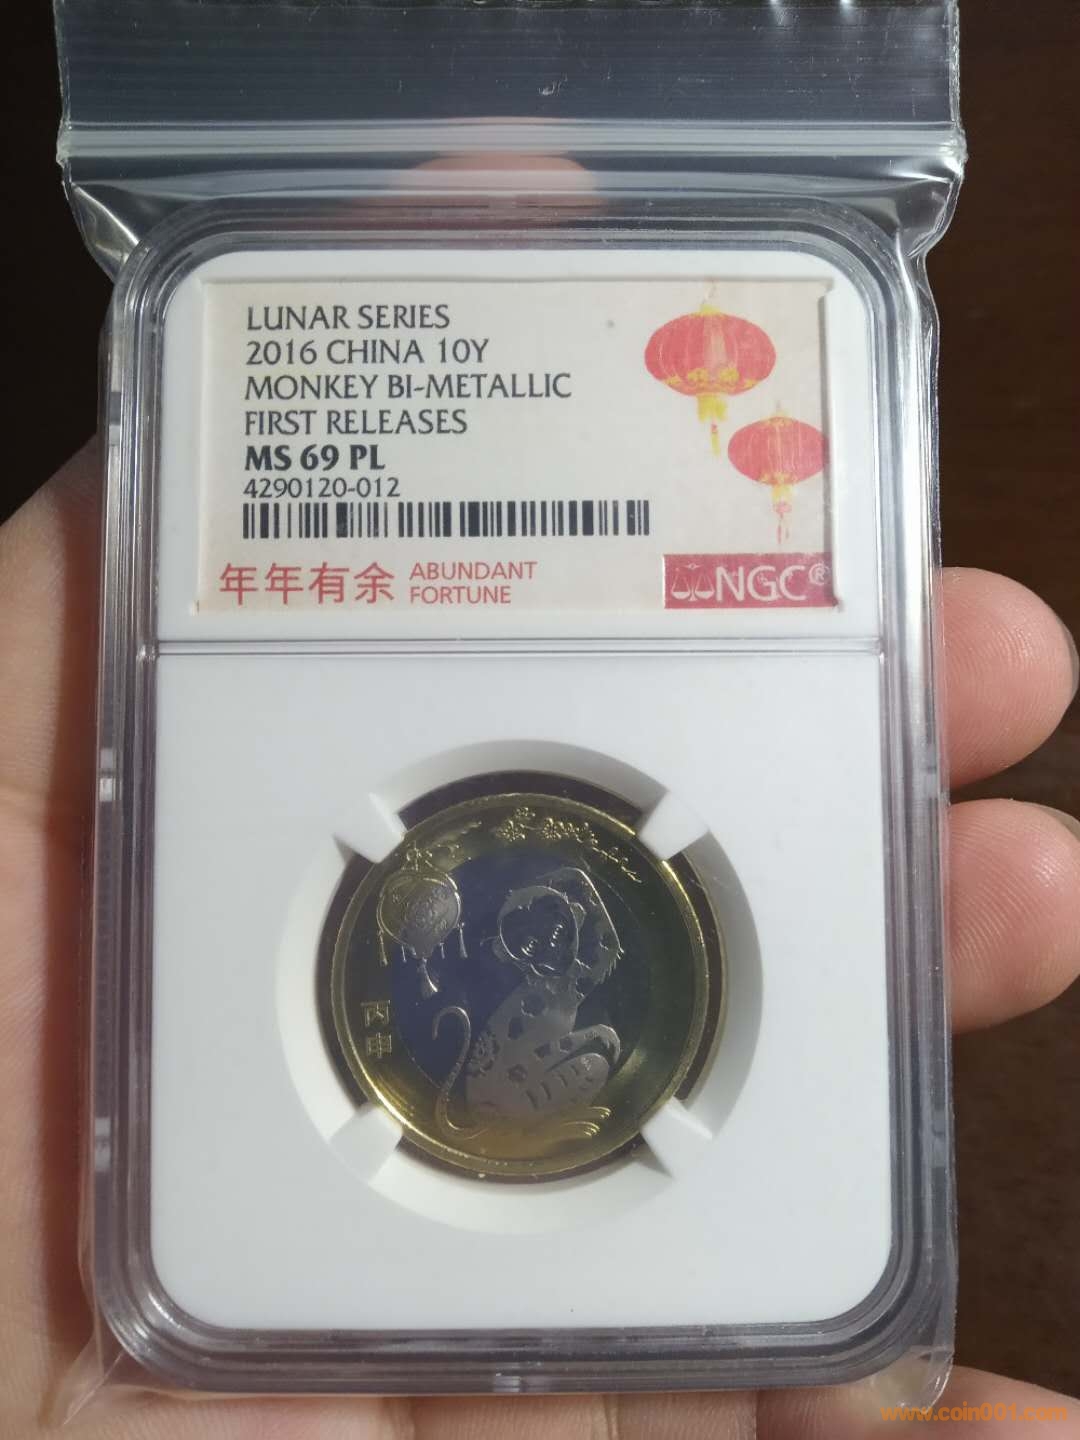 LUNAR SERIES
2016 CHINA 10Y
MONKEY BI-METALLIC
FIRST RELEASES
MS 69 PL
4290120-012
年年有余 ABUNDANT
FORTUNE
NGC®
丙申
www.coin001.com